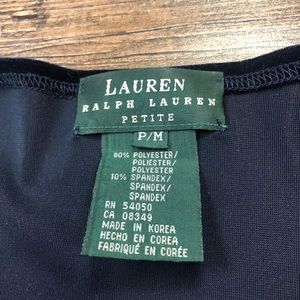 LAUREN
RALPH LAUREN
PETITE
P/M
90% POLYESTER/
POLIESTER/
POLYESTER
10% SPANDEX/
SPANDEX/
SPANDEX
RN 54050
CA 08349
MADE IN KOREA
HECHO EN COREA
FABRIQUÉ EN CORÉE